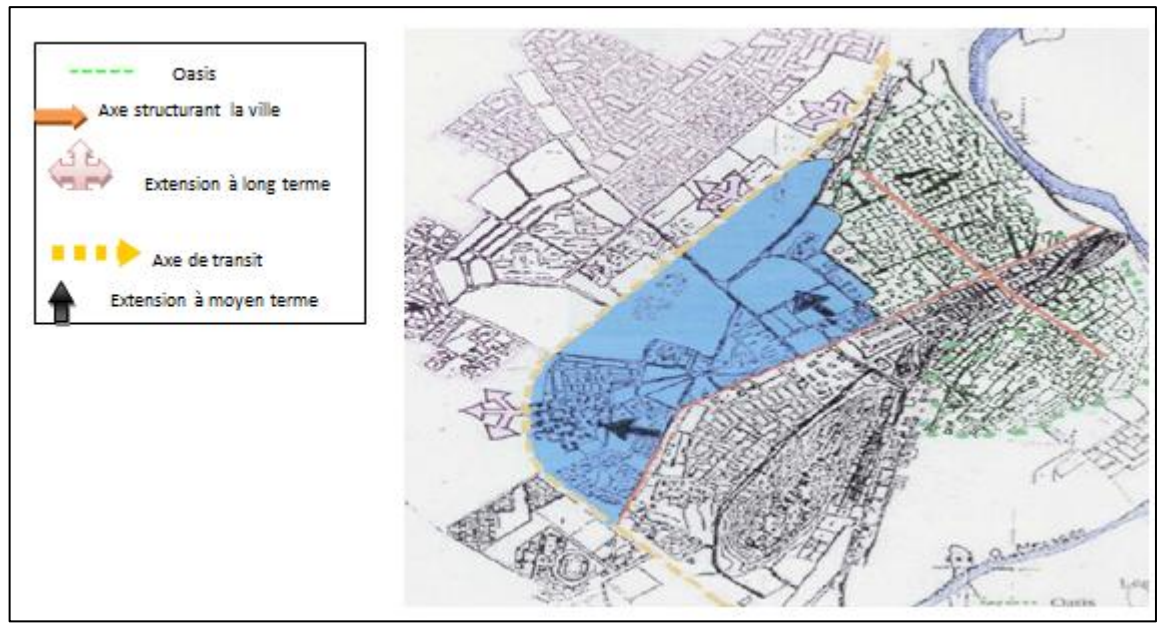 Oasis
Axe structurant la ville
Extension à long terme
Axe de transit
Extension à moyen terme
Oasis